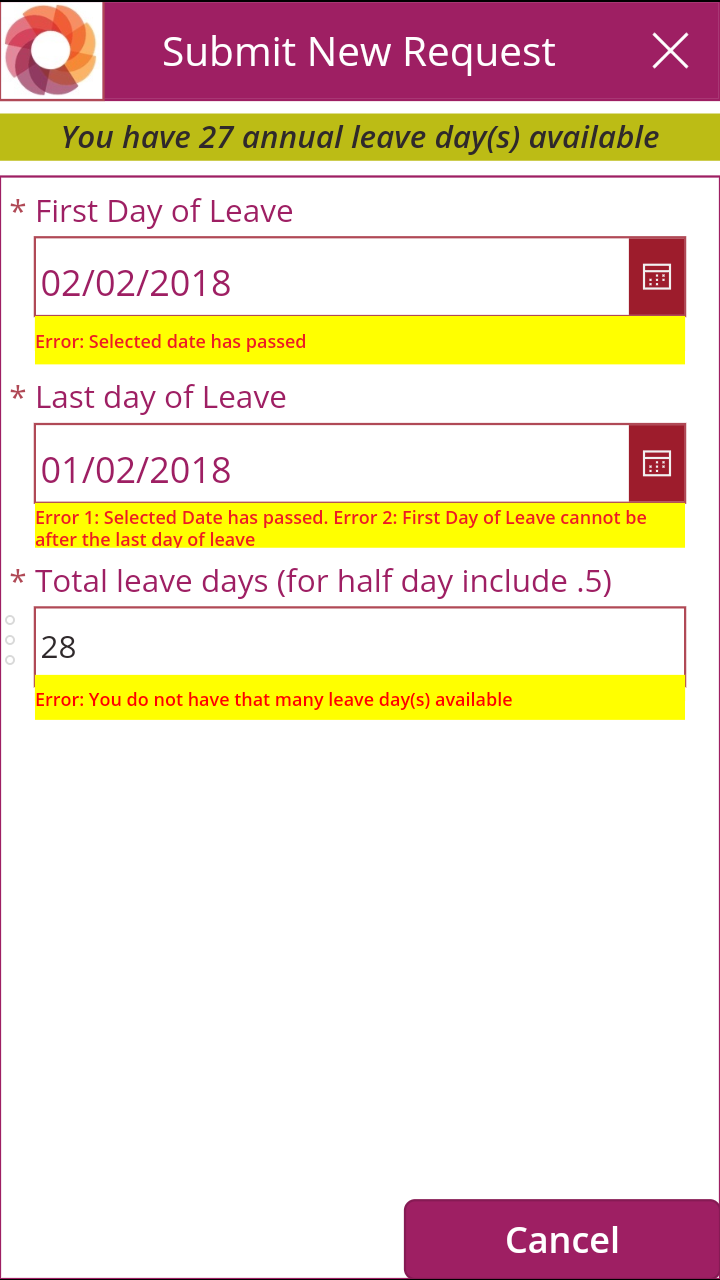 Submit New Request
You have 27 annual leave day(s) available
* First Day of Leave
02/02/2018
Error: Selected date has passed
* Last day of Leave
01/02/2018
Error 1: Selected Date has passed. Error 2: First Day of Leave cannot be
after the last day of leave
* Total leave days (for half day include .5)
28
Error: You do not have that many leave day(s) available
Cancel